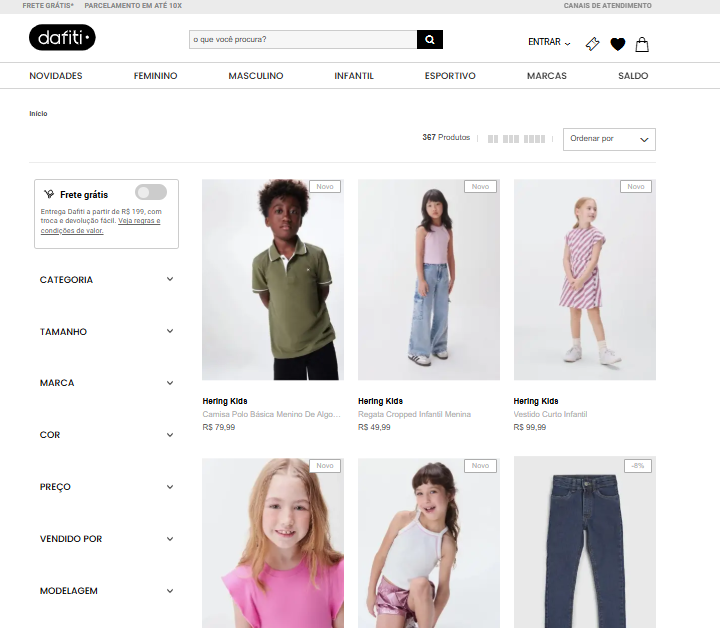 FRETE GRÁTIS* PARCELAMENTO EM ATÉ 10X CANAIS DE ATENDIMENTO
dafiti
o que você procura?
ENTRAR
NOVIDADES FEMININO MASCULINO INFANTIL ESPORTIVO MARCAS SALDO
Início
367 Produtos
Ordenar por
Frete grátis
Entrega Dafiti a partir de R$ 199, com
troca e devolução fácil. Veja regras e
condições de valor.
CATEGORIA
TAMANHO
MARCA
COR
PREÇO
VENDIDO POR
MODELAGEM
Novo
Novo
Novo
Hering Kids
Camisa Polo Básica Menino De Algo...
R$ 79,99
Hering Kids
Regata Cropped Infantil Menina
R$ 49,99
Hering Kids
Vestido Curto Infantil
R$ 99,99
Novo
Novo
-8%